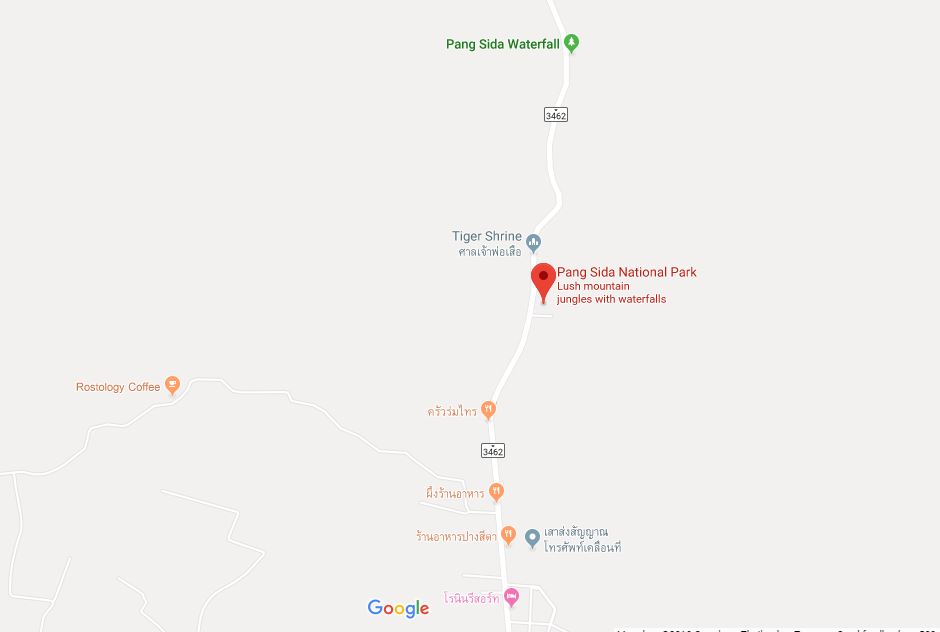 Pang Sida Waterfall
3462
Tiger Shrine
ศาลเจ้าพ่อเสือ
Pang Sida National Park
Lush mountain
jungles with waterfalls
Rostology Coffee
ครัวร่มไทร
3462
ผึ้งร้านอาหาร
ร้านอาหารปางสีดา
เสาส่งสัญญาณ
โทรศัพท์เคลื่อนที่
โรนินรีสอร์ท
Google